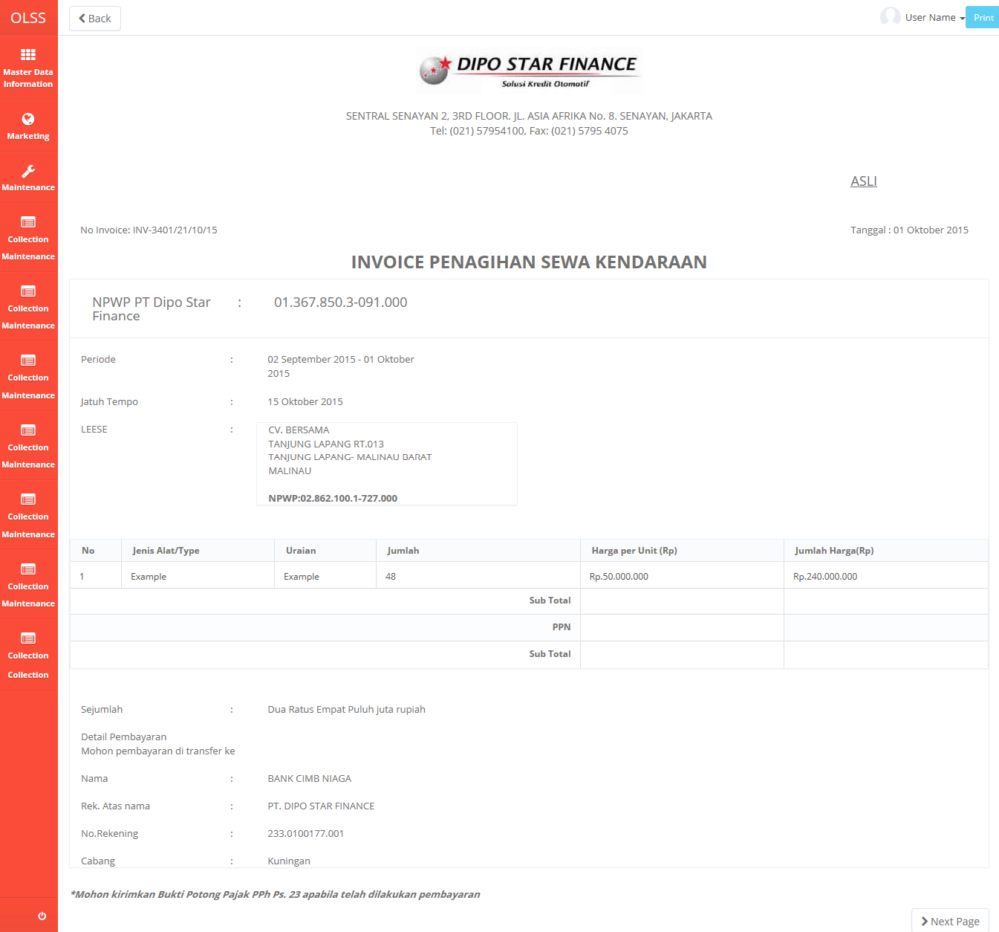 OLSS
Back
User Name
Print
Master Data
Information
Marketing
Maintenance
Collection
Maintenance
Collection
Maintenance
Collection
Maintenance
Collection
Maintenance
Collection
Maintenance
Collection
Maintenance
Collection
Collection
DIPO STAR FINANCE
Solusi Kredit Otomotif
SENTRAL SENAYAN 2, 3RD FLOOR. JL. ASIA AFRIKA No. 8. SENAYAN, JAKARTA
Tel: (021) 57954100, Fax: (021) 5795 4075
ASLI
No Invoice: INV-3401/21/10/15
Tanggal : 01 Oktober 2015
INVOICE PENAGIHAN SEWA KENDARAAN
NPWP PT Dipo Star Finance : 01.367.850.3-091.000
Periode : 02 September 2015 - 01 Oktober
2015
Jatuh Tempo : 15 Oktober 2015
LEESE : CV. BERSAMA
TANJUNG LAPANG RT.013
TANJUNG LAPANG- MALINAU BARAT
MALINAU
NPWP:02.862.100.1-727.000
No Jenis Alat/Type Uraian Jumlah Harga per Unit (Rp) Jumlah Harga(Rp)
1 Example Example 48 Rp.50.000.000 Rp.240.000.000
Sub Total
PPN
Sub Total
Sejumlah : Dua Ratus Empat Puluh juta rupiah
Detail Pembayaran
Mohon pembayaran di transfer ke
Nama : BANK CIMB NIAGA
Rek. Atas nama : PT. DIPO STAR FINANCE
No.Rekening : 233.0100177.001
Cabang : Kuningan
*Mohon kirimkan Bukti Potong Pajak PPh Ps. 23 apabila telah dilakukan pembayaran
Next Page